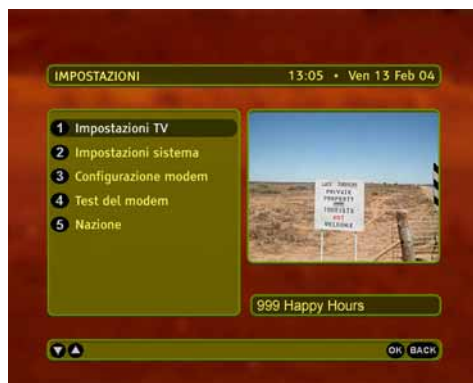 IMPOSTAZIONI
13:05 • Ven 13 Feb 04
1 Impostazioni TV
2 Impostazioni sistema
3 Configurazione modem
4 Test del modem
5 Nazione
PRIVATE
PROPERTY
TOURISTS
NOT
WELCOME
999 Happy Hours
OK BACK